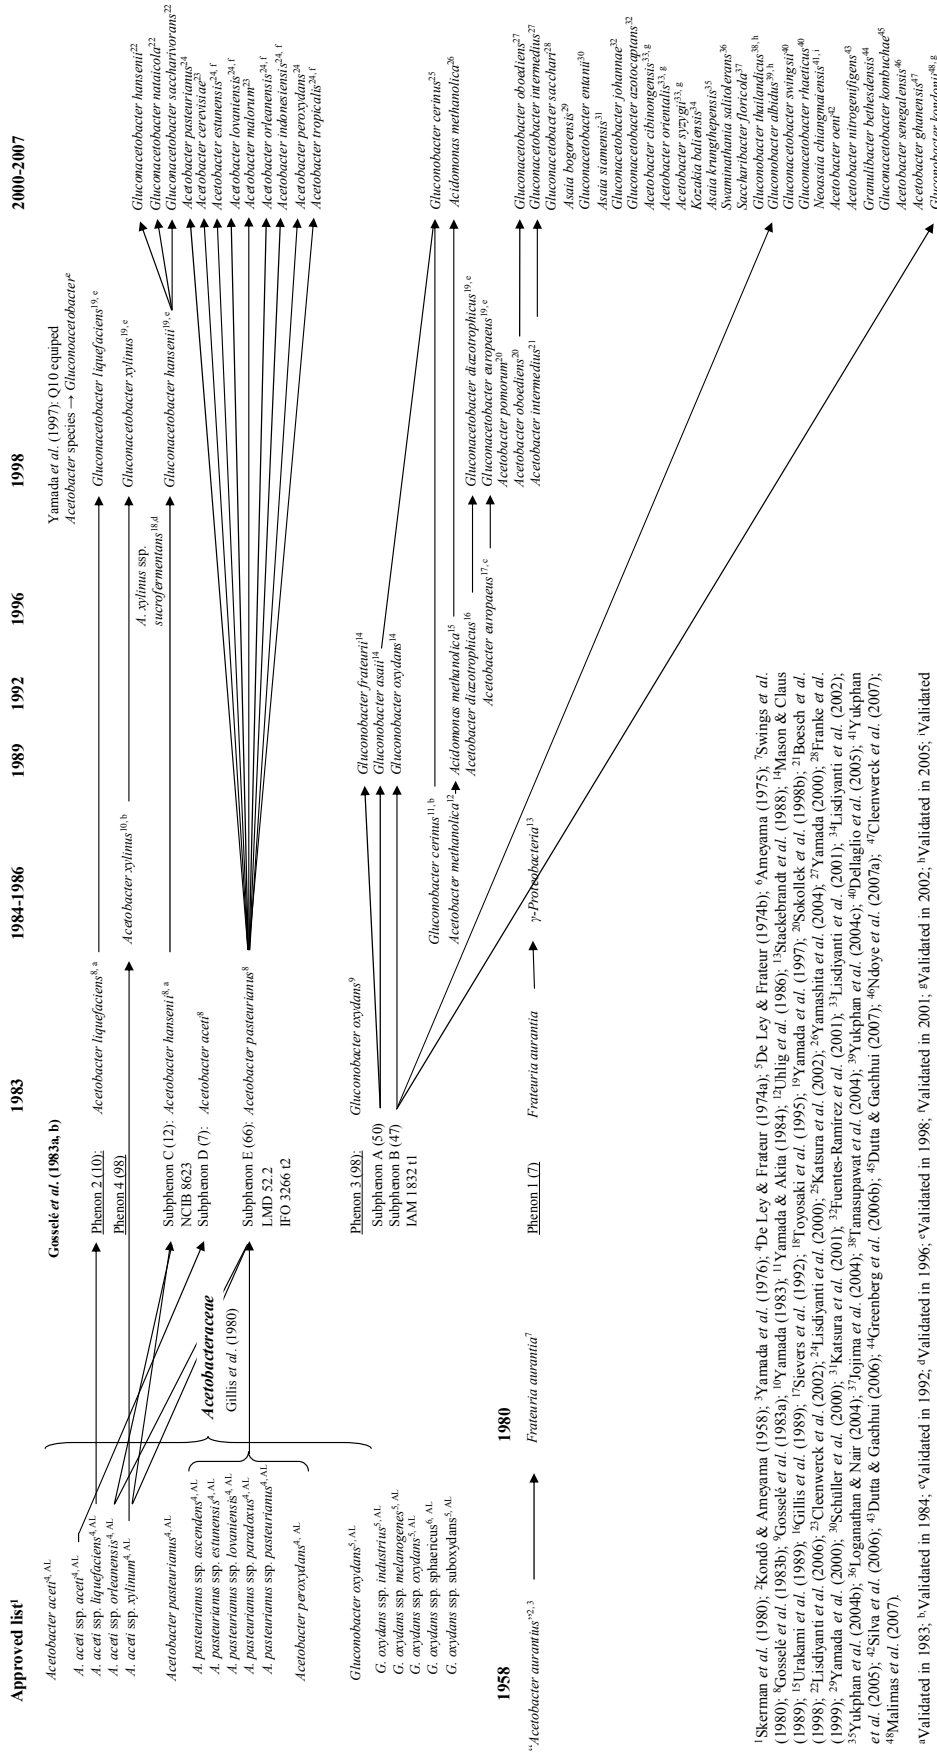 Approved list¹ 1983 1984-1986 1989 1992 1996 1998 2000-2007
Gosselé et al. (1983a, b)
Yamada et al. (1997): Q10 equiped
Acetobacter species → Gluconoacetobacterᵉ
Acetobacter aceti4, AL
A. aceti ssp. aceti4, AL
A. aceti ssp. liquefaciens4, AL
A. aceti ssp. orleanensis4, AL
A. aceti ssp. xylinum4, AL
Acetobacter pasteurianus4, AL
A. pasteurianus ssp. ascendens4, AL
A. pasteurianus ssp. estunensis4, AL
A. pasteurianus ssp. lovaniensis4, AL
A. pasteurianus ssp. paradoxus4, AL
A. pasteurianus ssp. pasteurianus4, AL
Acetobacter peroxydans4, AL
Gluconobacter oxydans5, AL
G. oxydans ssp. industrius5, AL
G. oxydans ssp. melanogenes5, AL
G. oxydans ssp. oxydans5, AL
G. oxydans ssp. sphaericus6, AL
G. oxydans ssp. suboxydans5, AL
Acetobacteraceae
Gillis et al. (1980)
Phenon 2 (10): Acetobacter liquefaciens8, a
Phenon 4 (98)
Subphenon C (12): Acetobacter hansenii8, a
NCIB 8623
Subphenon D (7): Acetobacter aceti8
Subphenon E (66): Acetobacter pasteurianus8
LMD 52.2
IFO 3266 t2
Phenon 3 (98): Gluconobacter oxydans9
Subphenon A (50)
Subphenon B (47)
IAM 1832 t1
Acetobacter xylinus10, b
Gluconobacter cerinus11, b
Acetobacter methanolica12
Gluconobacter frateurii14
Gluconobacter asaii14
Gluconobacter oxydans14
Acidomonas methanolica15
Acetobacter diazotrophicus16
Acetobacter europaeus17, c
A. xylinus ssp.
sucrofermentans18,d
Gluconacetobacter liquefaciens19, e
Gluconacetobacter xylinus19, e
Gluconacetobacter hansenii19, e
Gluconacetobacter diazotrophicus19, e
Gluconacetobacter europaeus19, e
Acetobacter pomorum20
Acetobacter oboediens20
Acetobacter intermedius21
Gluconacetobacter hansenii22
Gluconacetobacter nataicola22
Gluconacetobacter saccharivorans22
Acetobacter pasteurianus24
Acetobacter cerevisiae23
Acetobacter estunensis24, f
Acetobacter lovaniensis24, f
Acetobacter malorum23
Acetobacter orleanensis24, f
Acetobacter indonesiensis24, f
Acetobacter peroxydans24
Acetobacter tropicalis24, f
Gluconobacter cerinus25
Acidomonas methanolica26
Gluconacetobacter oboediens27
Gluconacetobacter intermedius27
Gluconacetobacter sacchari28
Asaia bogorensis29
Gluconacetobacter entanii30
Asaia siamensis31
Gluconacetobacter johannae32
Gluconacetobacter azotocaptans32
Acetobacter cibinongensis33, g
Acetobacter orientalis33, g
Acetobacter syzygii33, g
Kozakia baliensis34
Asaia krungthepensis35
Swaminathania salitolerans36
Saccharibacter floricola37
Gluconobacter thailandicus38, h
Gluconobacter albidus39, h
Gluconacetobacter swingsii40
Gluconacetobacter rhaeticus40
Neoasaia chiangmaiensis41, i
Acetobacter oeni42
Acetobacter nitrogenifigens43
Granulibacter bethesdensis44
Gluconacetobacter kombuchae45
Acetobacter senegalensis46
Acetobacter ghanensis47
Gluconobacter kondonii48, g
1958 1980
"Acetobacter aurantius"2,3 Frateuria aurantia7 Phenon 1 (7) Frateuria aurantia γ-Proteobacteria13
1Skerman et al. (1980); 2Kondô & Ameyama (1958); 3Yamada et al. (1976); 4De Ley & Frateur (1974a); 5De Ley & Frateur (1974b); 6Ameyama (1975); 7Swings et al.
(1980); 8Gosselé et al. (1983b); 9Gosselé et al. (1983a); 10Yamada (1983); 11Yamada & Akita (1984); 12Uhlig et al. (1986); 13Stackebrandt et al. (1988); 14Mason & Claus
(1989); 15Urakami et al. (1989); 16Gillis et al. (1989); 17Sievers et al. (1992); 18Toyosaki et al. (1995); 19Yamada et al. (1997); 20Sokollek et al. (1998b); 21Boesch et al.
(1998); 22Lisdiyanti et al. (2006); 23Cleenwerck et al. (2002); 24Lisdiyanti et al. (2000); 25Katsura et al. (2002); 26Yamashita et al. (2004); 27Yamada (2000); 28Franke et al.
(1999); 29Yamada et al. (2000); 30Schüller et al. (2000); 31Katsura et al. (2001); 32Fuentes-Ramírez et al. (2001); 33Lisdiyanti et al. (2001); 34Lisdiyanti et al. (2002);
35Yukphan et al. (2004b); 36Loganathan & Nair (2004); 37Jojima et al. (2004); 38Tanasupawat et al. (2004); 39Yukphan et al. (2004c); 40Dellaglio et al. (2005); 41Yukphan
et al. (2005); 42Silva et al. (2006); 43Dutta & Gachhui (2006); 44Greenberg et al. (2006b); 45Dutta & Gachhui (2007); 46Ndoye et al. (2007a); 47Cleenwerck et al. (2007);
48Malimas et al. (2007).
aValidated in 1983; bValidated in 1984; cValidated in 1992; dValidated in 1996; eValidated in 1998; fValidated in 2001; gValidated in 2002; hValidated in 2005; iValidated